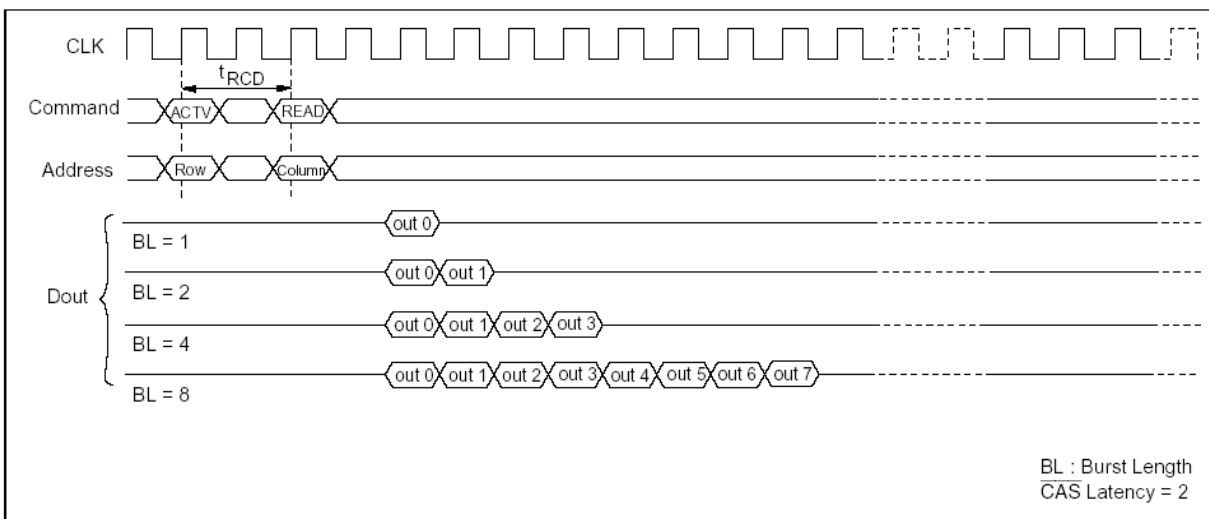 CLK
tRCD
Command ACTV READ
Address Row Column
Dout
out 0
BL = 1
out 0 out 1
BL = 2
out 0 out 1 out 2 out 3
BL = 4
out 0 out 1 out 2 out 3 out 4 out 5 out 6 out 7
BL = 8
BL : Burst Length
CAS Latency = 2